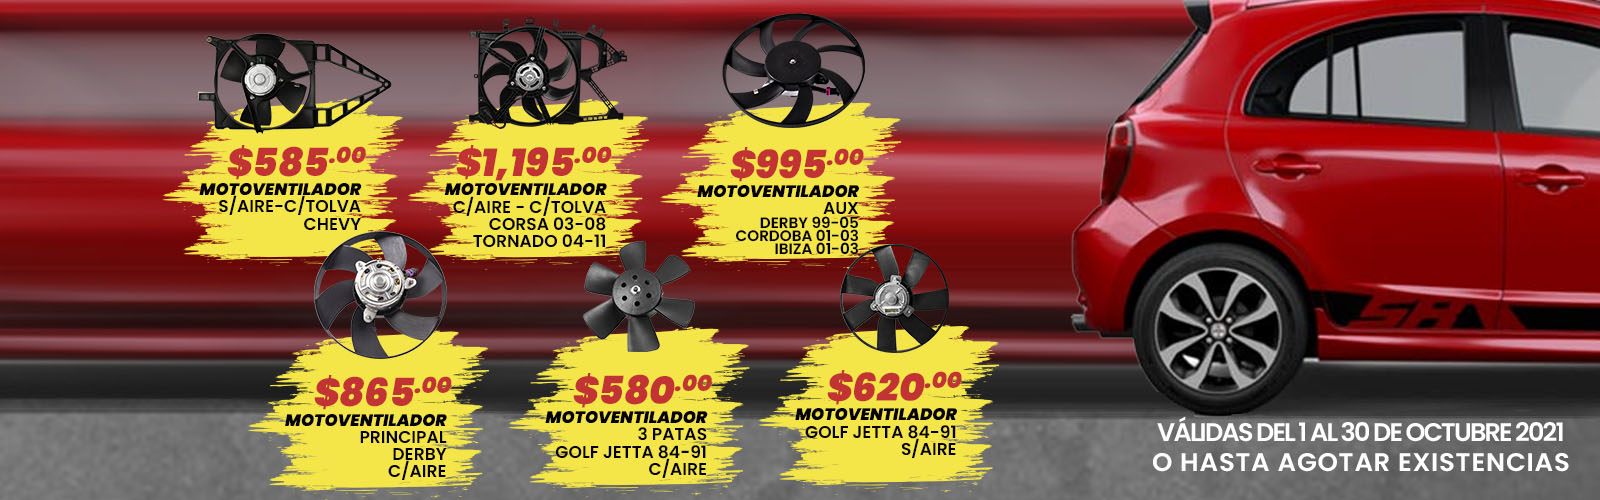 $585.00
MOTOVENTILADOR
S/AIRE-C/TOLVA
CHEVY
$1,195.00
MOTOVENTILADOR
C/AIRE - C/TOLVA
CORSA 03-08
TORNADO 04-11
$995.00
MOTOVENTILADOR
AUX
DERBY 99-05
CORDOBA 01-03
IBIZA 01-03
$865.00
MOTOVENTILADOR
PRINCIPAL
DERBY
C/AIRE
$580.00
MOTOVENTILADOR
3 PATAS
GOLF JETTA 84-91
C/AIRE
$620.00
MOTOVENTILADOR
GOLF JETTA 84-91
S/AIRE
VÁLIDAS DEL 1 AL 30 DE OCTUBRE 2021
O HASTA AGOTAR EXISTENCIAS